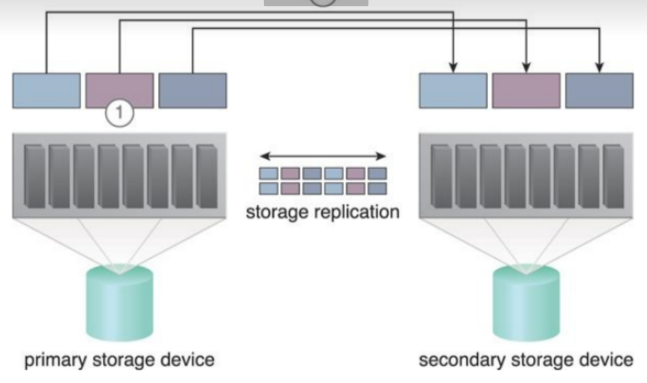 1
storage replication
primary storage device
secondary storage device